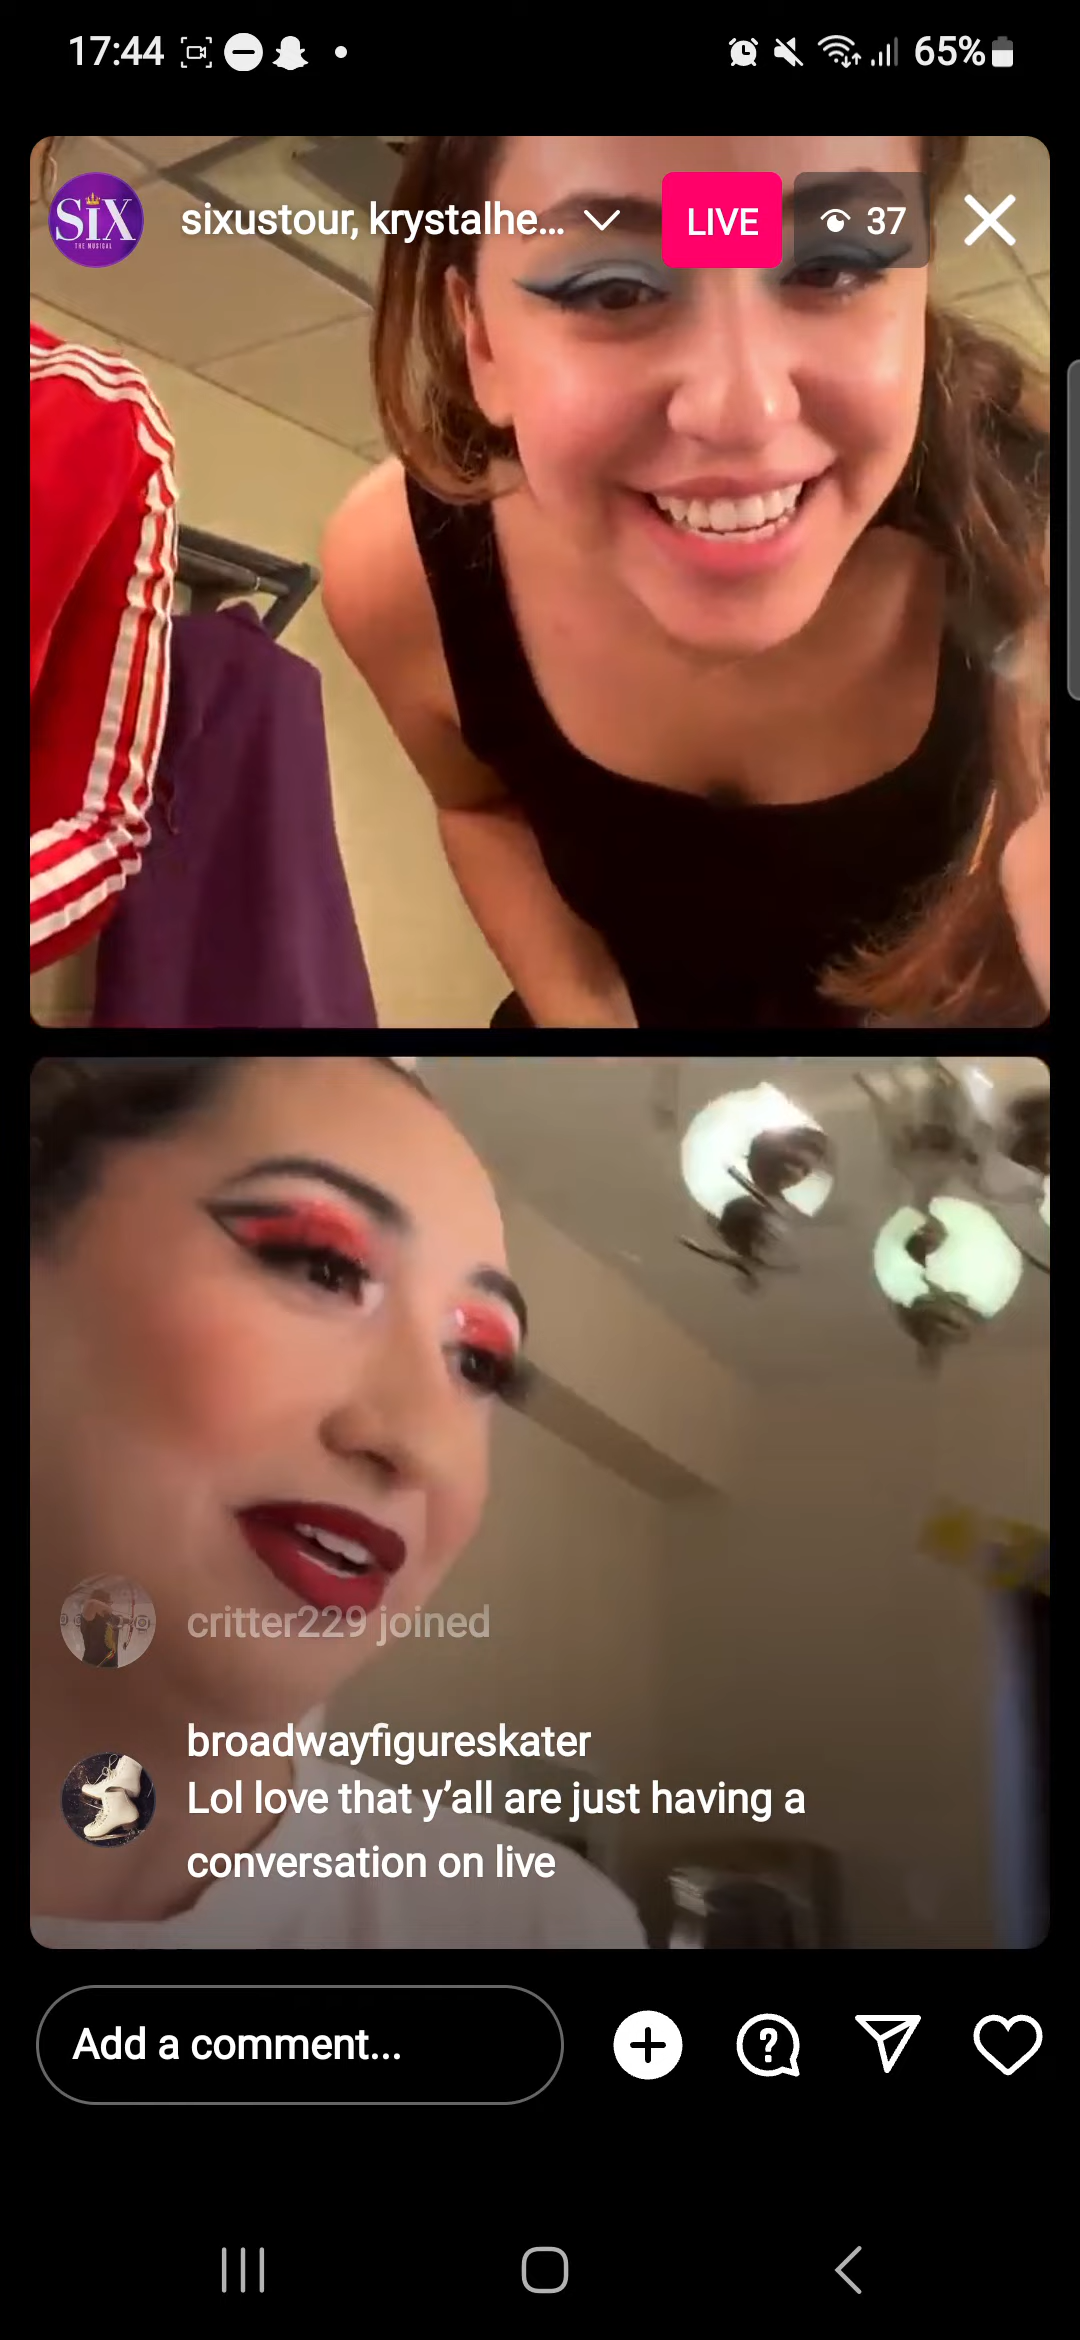 17:44
65%
SIX
THE MUSICAL
sixustour, krystalhe...
LIVE
37
critter229 joined
broadwayfigureskater
Lol love that y’all are just having a
conversation on live
Add a comment...